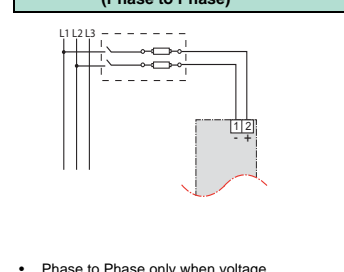 (Phase to Phase)
L1 L2 L3
1 2
- +
• Phase to Phase only when voltage